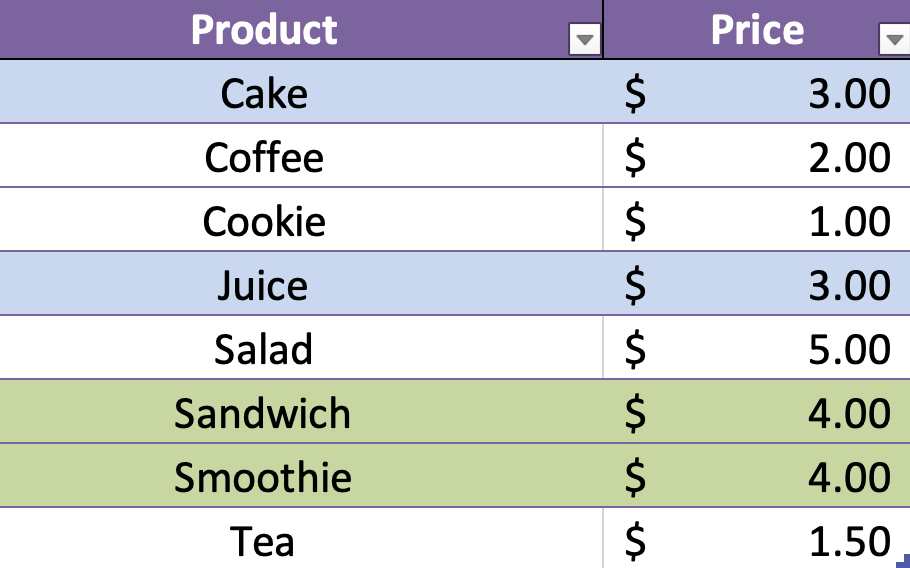 Product Price
Cake $ 3.00
Coffee $ 2.00
Cookie $ 1.00
Juice $ 3.00
Salad $ 5.00
Sandwich $ 4.00
Smoothie $ 4.00
Tea $ 1.50